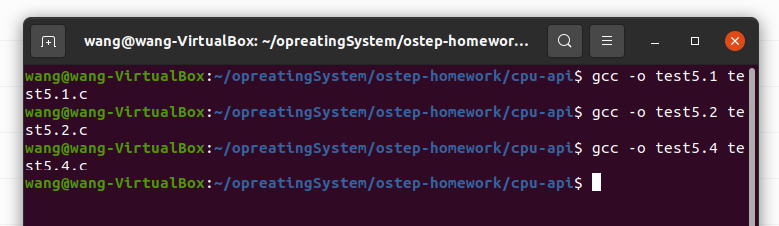 wang@wang-VirtualBox: ~/opreatingSystem/ostep-homewor...
wang@wang-VirtualBox:~/opreatingSystem/ostep-homework/cpu-api$ gcc -o test5.1 te
st5.1.c
wang@wang-VirtualBox:~/opreatingSystem/ostep-homework/cpu-api$ gcc -o test5.2 te
st5.2.c
wang@wang-VirtualBox:~/opreatingSystem/ostep-homework/cpu-api$ gcc -o test5.4 te
st5.4.c
wang@wang-VirtualBox:~/opreatingSystem/ostep-homework/cpu-api$